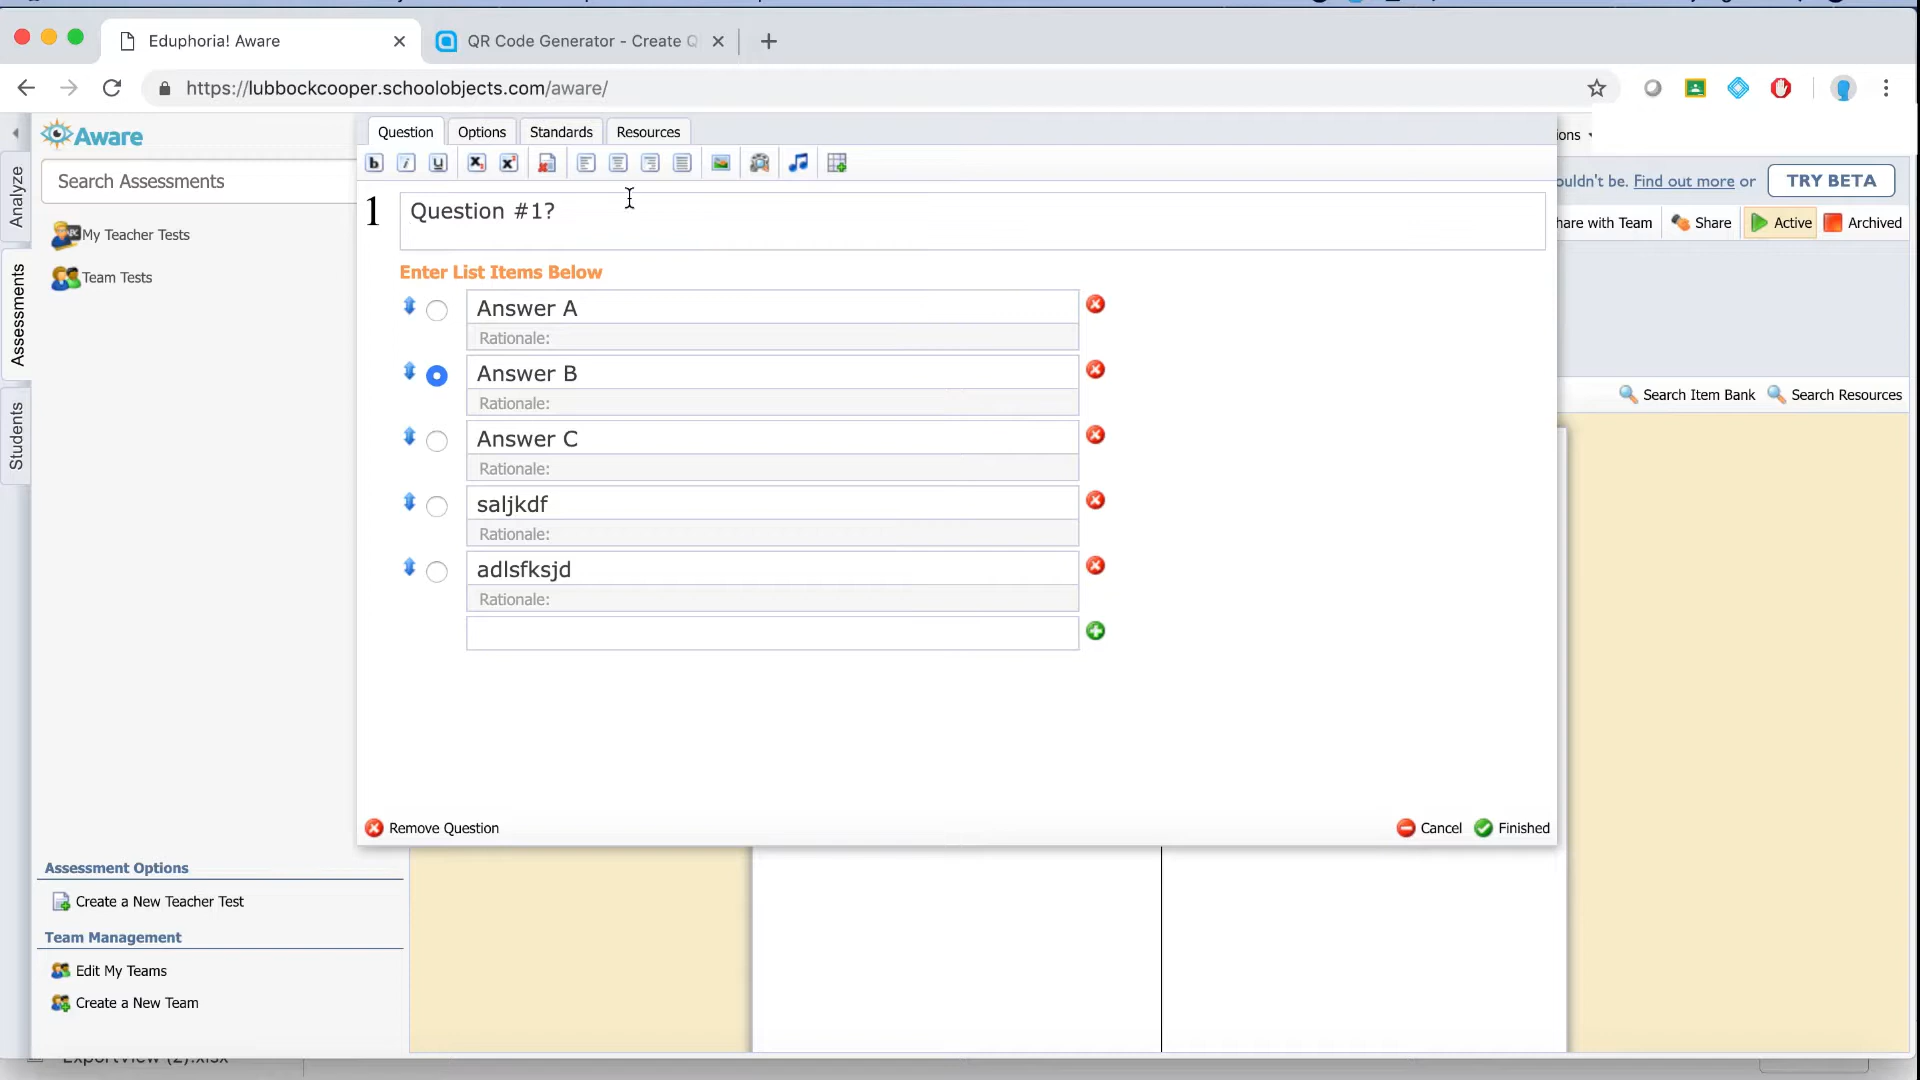 Eduphoria! Aware
QR Code Generator - Create Q
https://lubbockcooper.schoolobjects.com/aware/
Aware
Question
Options
Standards
Resources
ions
Search Assessments
Analyze
Assessments
Students
b i U X X
ouldn't be. Find out more or
TRY BETA
hare with Team
Share
Active
Archived
1
Question #1?
My Teacher Tests
Team Tests
Enter List Items Below
Answer A
Rationale:
Answer B
Rationale:
Answer C
Rationale:
saljkdf
Rationale:
adlsfksjd
Rationale:
Search Item Bank
Search Resources
Remove Question
Cancel
Finished
Assessment Options
Create a New Teacher Test
Team Management
Edit My Teams
Create a New Team